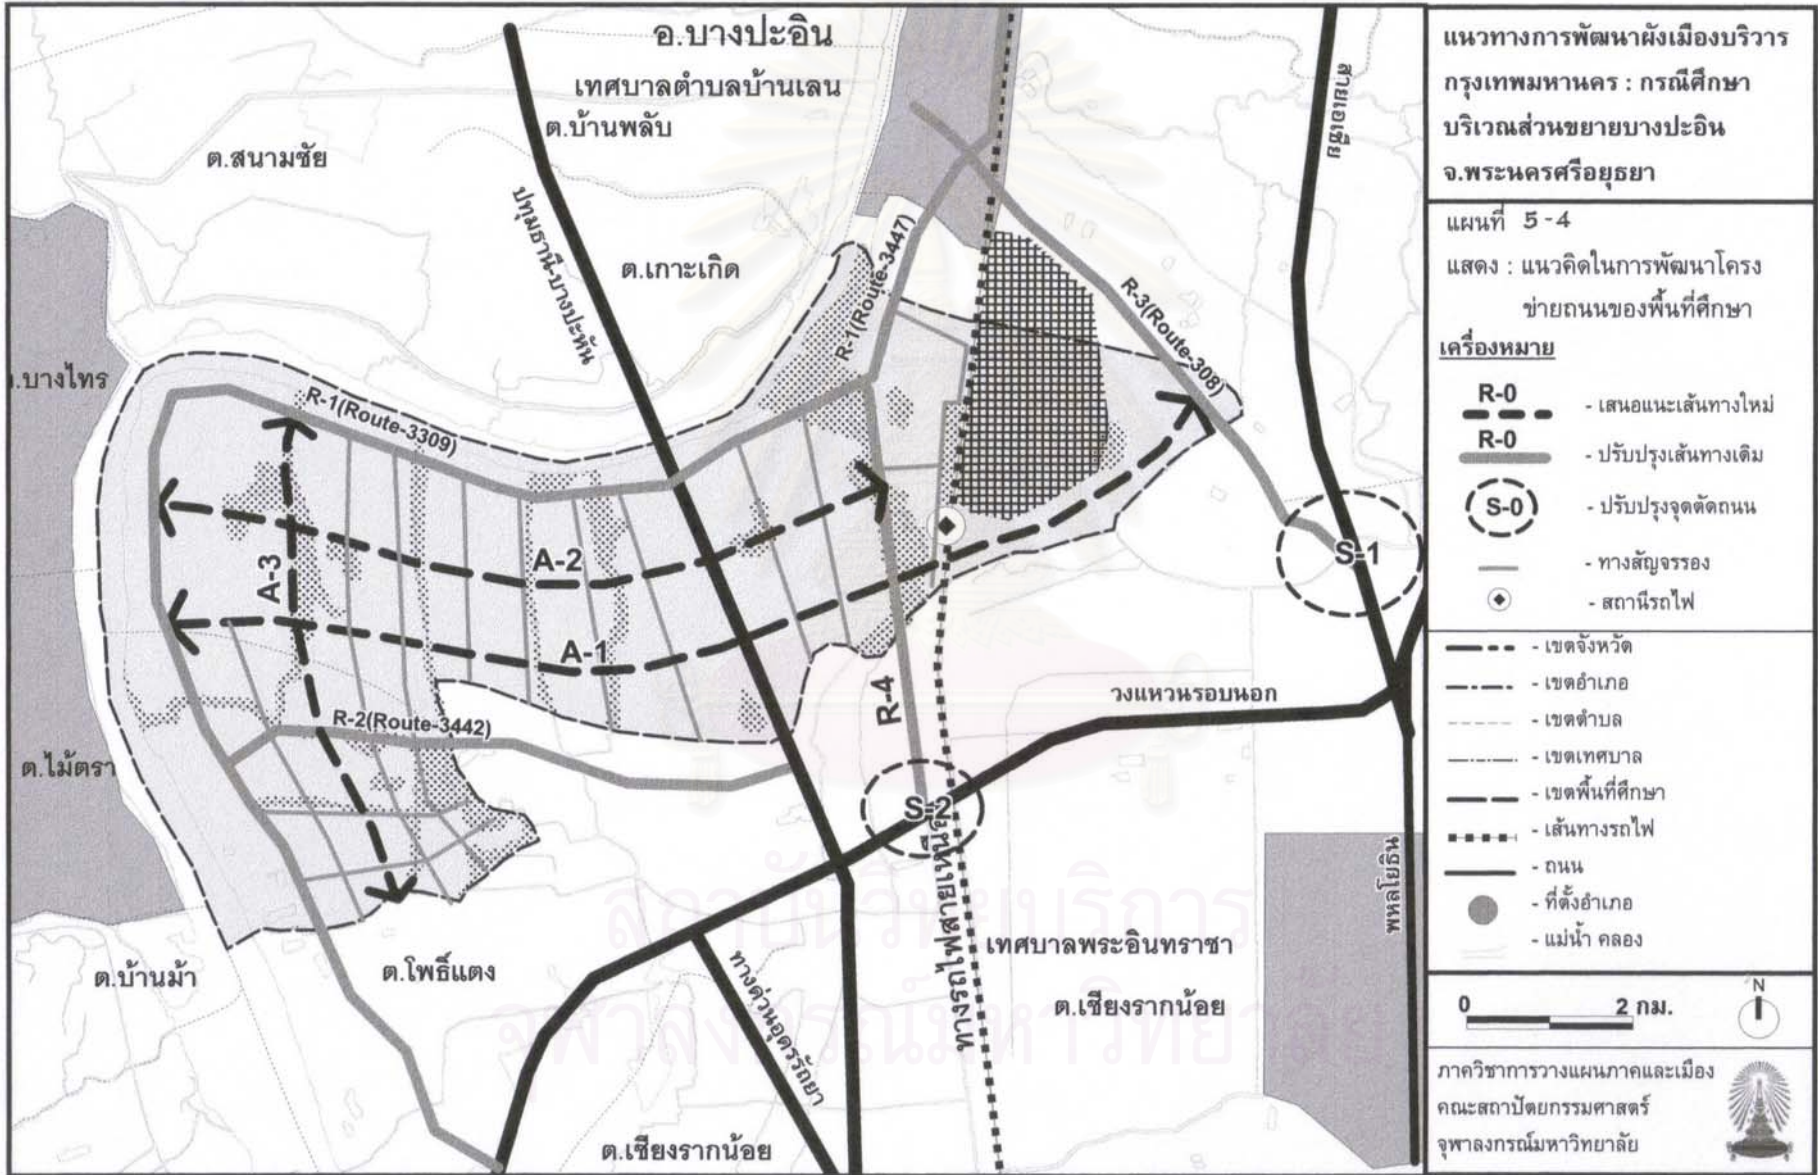 อ.บางปะอิน
เทศบาลตำบลบ้านเลน
ต.บ้านพลับ
ต.สนามชัย
ต.เกาะเกิด
ปทุมธานี-บางปะหัน
สายเอเชีย
R-1(Route-3447)
R-3(Route-308)
R-1(Route-3309)
.บางไทร
A-3
A-2
A-1
S-1
R-4
R-2(Route-3442)
วงแหวนรอบนอก
ต.ไม้ตรา
S-2
พหลโยธิน
ต.บ้านม้า
ต.โพธิ์แตง
ทางด่วนอุดรรัถยา
เทศบาลพระอินทราชา
ต.เชียงรากน้อย
ต.เชียงรากน้อย
สถาบันวิทยบริการ
จุฬาลงกรณ์มหาวิทยาลัย
แนวทางการพัฒนาผังเมืองบริวาร
กรุงเทพมหานคร : กรณีศึกษา
บริเวณส่วนขยายบางปะอิน
จ.พระนครศรีอยุธยา
แผนที่ 5-4
แสดง : แนวคิดในการพัฒนาโครง
ข่ายถนนของพื้นที่ศึกษา
เครื่องหมาย
R-0 - เสนอแนะเส้นทางใหม่
R-0 - ปรับปรุงเส้นทางเดิม
S-0 - ปรับปรุงจุดตัดถนน
- ทางสัญจรรอง
- สถานีรถไฟ
- เขตจังหวัด
- เขตอำเภอ
- เขตตำบล
- เขตเทศบาล
- เขตพื้นที่ศึกษา
- เส้นทางรถไฟ
- ถนน
- ที่ตั้งอำเภอ
- แม่น้ำ คลอง
0 2 กม.
N
ภาควิชาการวางแผนภาคและเมือง
คณะสถาปัตยกรรมศาสตร์
จุฬาลงกรณ์มหาวิทยาลัย